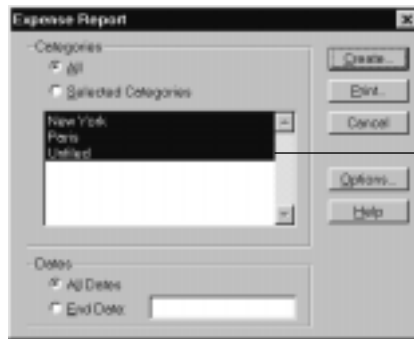 Expense Report
Categories
All
Selected Categories
New York
Paris
Untiled
Create...
Print...
Cancel
Options...
Help
Dates
All Dates
End Date: